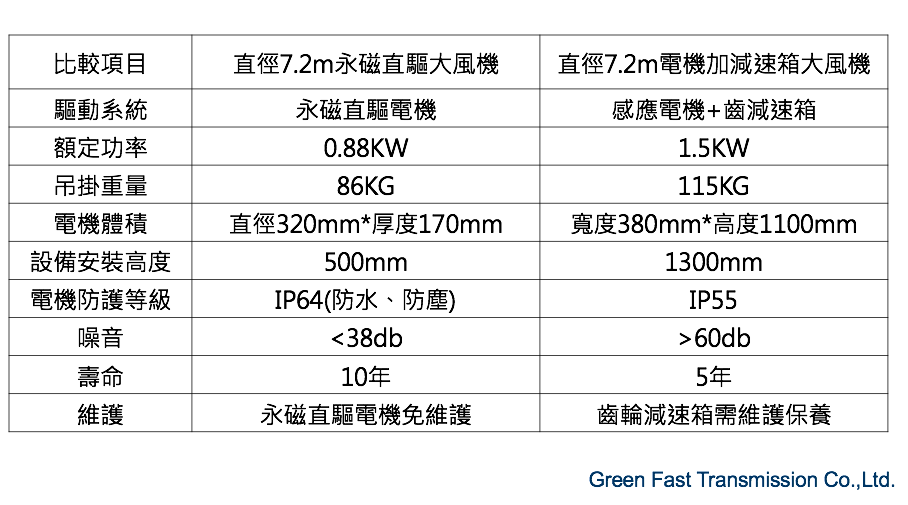 比較項目 直徑7.2m永磁直驅大風機 直徑7.2m電機加減速箱大風機
驅動系統 永磁直驅電機 感應電機+齒減速箱
額定功率 0.88KW 1.5KW
吊掛重量 86KG 115KG
電機體積 直徑320mm*厚度170mm 寬度380mm*高度1100mm
設備安裝高度 500mm 1300mm
電機防護等級 IP64(防水、防塵) IP55
噪音 <38db >60db
壽命 10年 5年
維護 永磁直驅電機免維護 齒輪減速箱需維護保養
Green Fast Transmission Co.,Ltd.